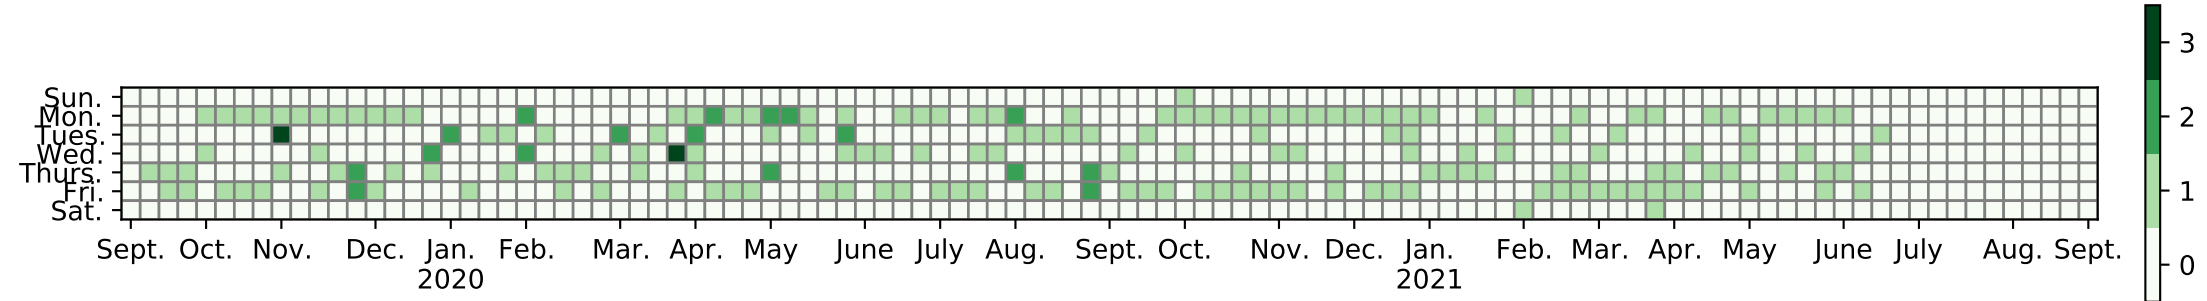 Sun.
Mon.
Tues.
Wed.
Thurs.
Fri.
Sat.
Sept. Oct. Nov. Dec. Jan. Feb. Mar. Apr. May June July Aug. Sept. Oct. Nov. Dec. Jan. Feb. Mar. Apr. May June July Aug. Sept.
2020 2021
3
2
1
0